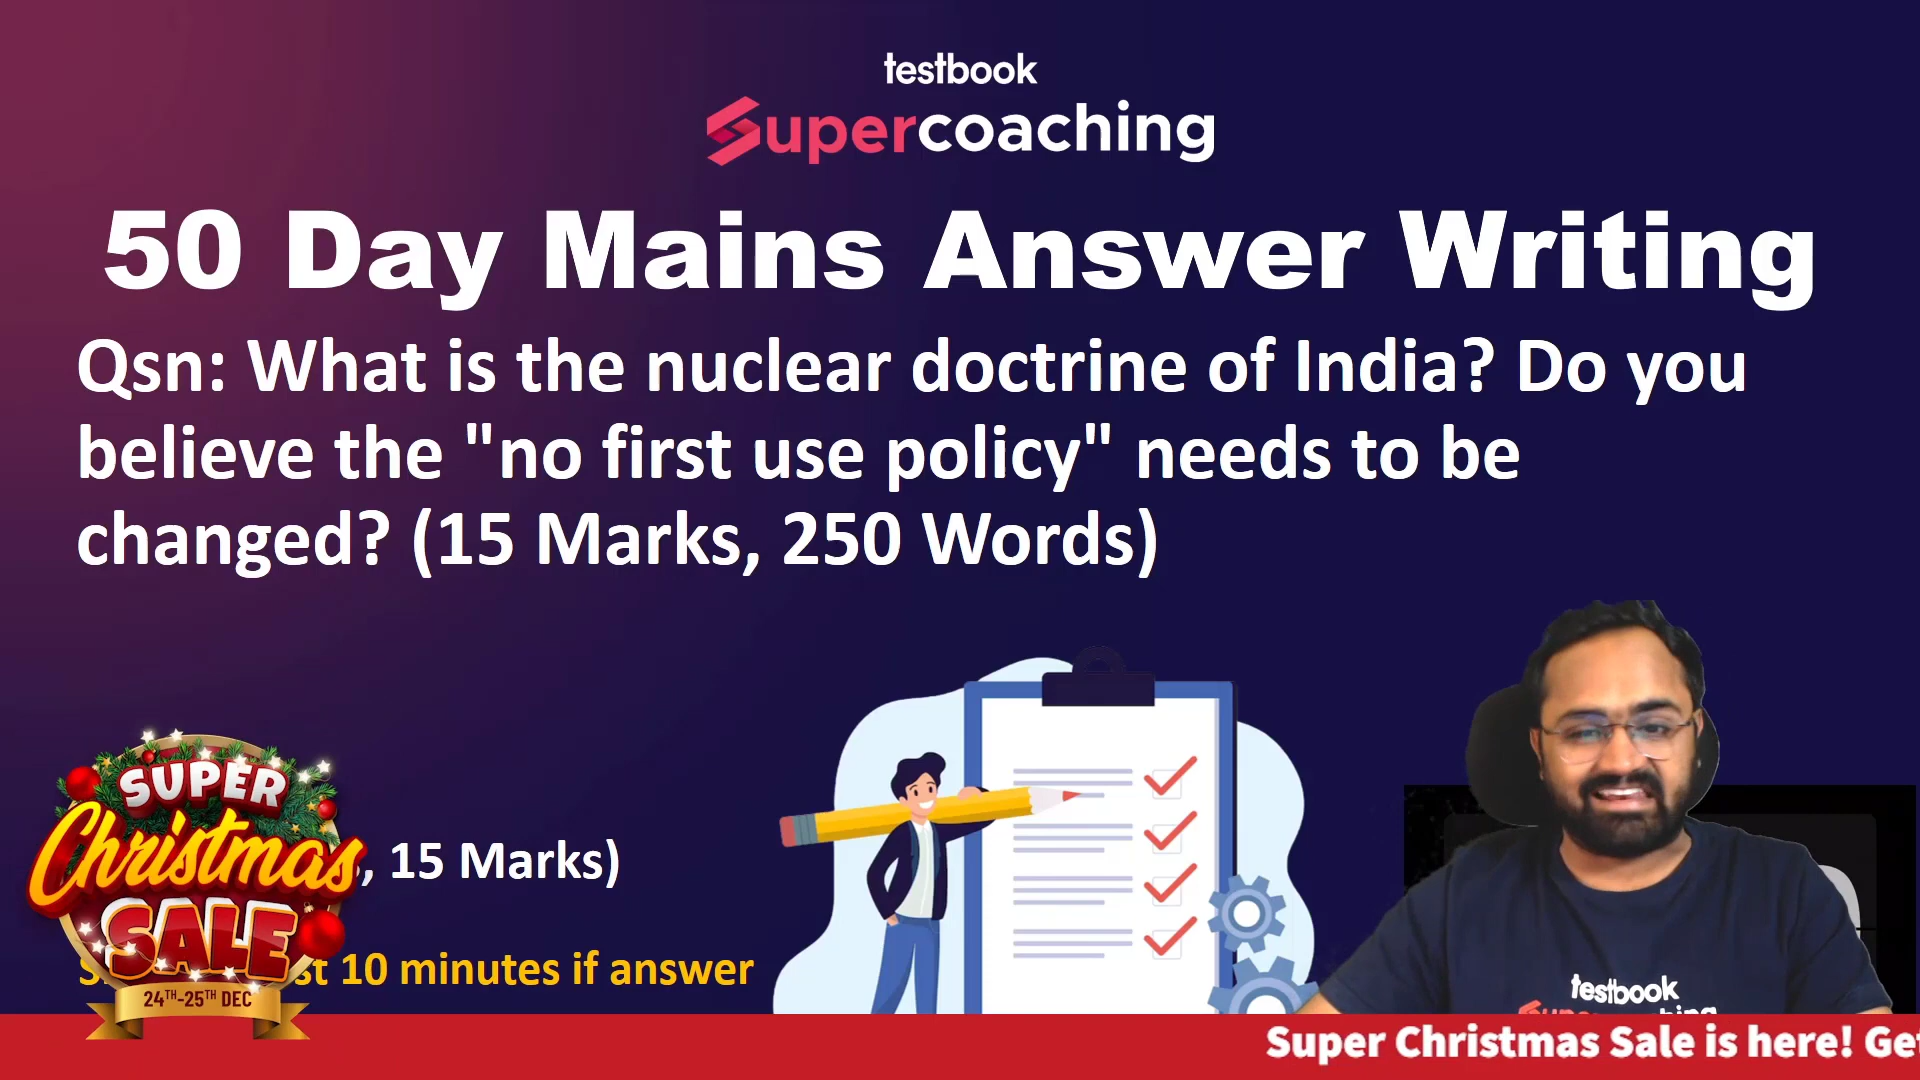 testbook
Supercoaching
50 Day Mains Answer Writing
Qsn: What is the nuclear doctrine of India? Do you
believe the "no first use policy" needs to be
changed? (15 Marks, 250 Words)
, 15 Marks)
10 minutes if answer
SUPER
Christmas
SALE
24TH-25TH DEC
testbook
Super Christmas Sale is here! Get